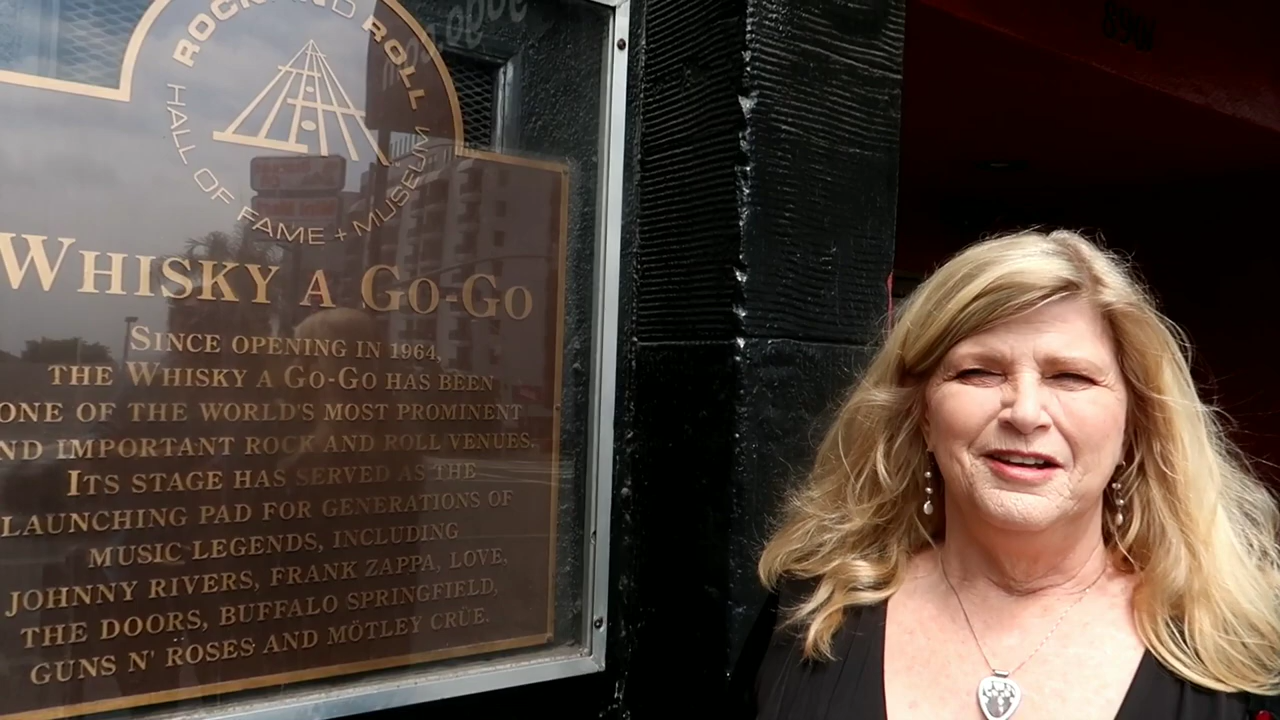 ROCK AND ROLL
HALL OF FAME + MUSEUM
WHISKY A GO-GO
SINCE OPENING IN 1964,
THE WHISKY A GO-GO HAS BEEN
ONE OF THE WORLD'S MOST PROMINENT
ND IMPORTANT ROCK AND ROLL VENUES.
ITS STAGE HAS SERVED AS THE
LAUNCHING PAD FOR GENERATIONS OF
MUSIC LEGENDS, INCLUDING
JOHNNY RIVERS, FRANK ZAPPA, LOVE,
THE DOORS, BUFFALO SPRINGFIELD,
GUNS N' ROSES AND MÖTLEY CRÜE.
8901